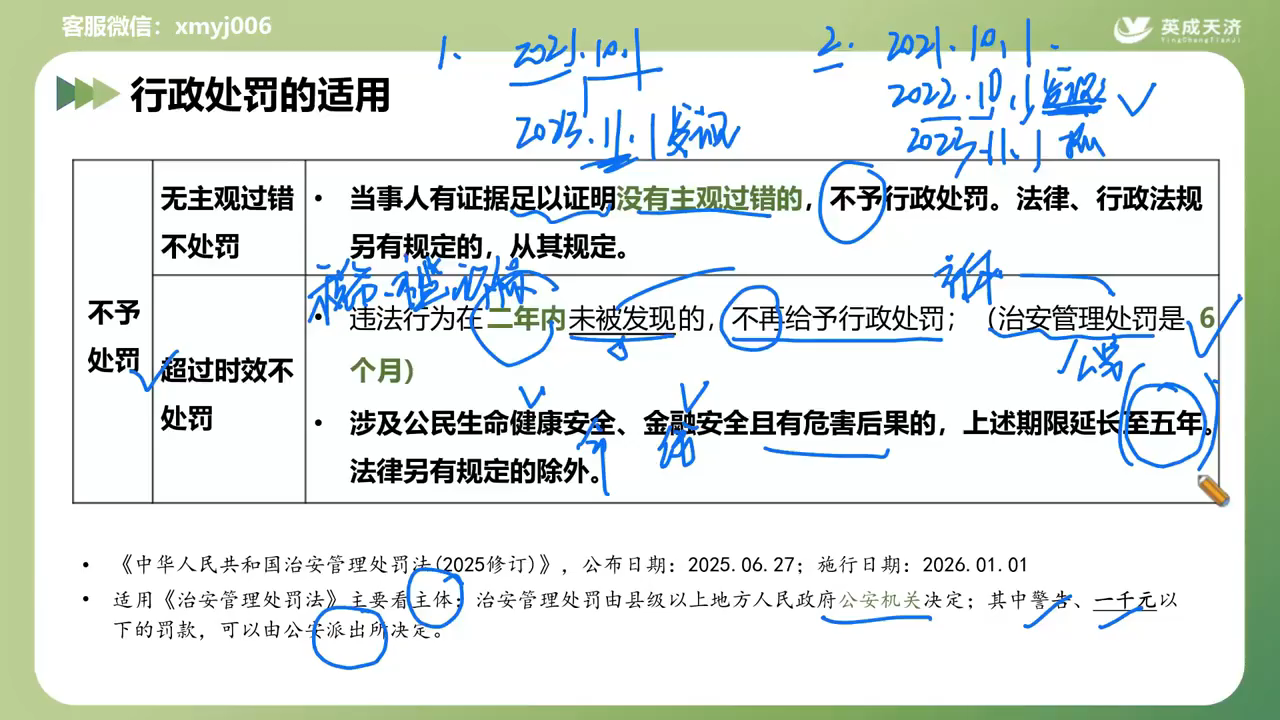 客服微信：xmyj006
英成天济
YingChengTianJi
1. 2021.10.1
2023.11.1发现
2. 2021.10.1.
2022.10.1发现
2023.11.1
行政处罚的适用
不予处罚
无主观过错不处罚
• 当事人有证据足以证明没有主观过错的，不予行政处罚。法律、行政法规
另有规定的，从其规定。
超过时效不处罚
• 违法行为在二年内未被发现的，不再给予行政处罚；（治安管理处罚是 6
个月）
公安
• 涉及公民生命健康安全、金融安全且有危害后果的，上述期限延长至五年。
法律另有规定的除外。
• 《中华人民共和国治安管理处罚法(2025修订)》，公布日期：2025.06.27；施行日期：2026.01.01
• 适用《治安管理处罚法》主要看主体：治安管理处罚由县级以上地方人民政府公安机关决定；其中警告、一千元以
下的罚款，可以由公安派出所决定。